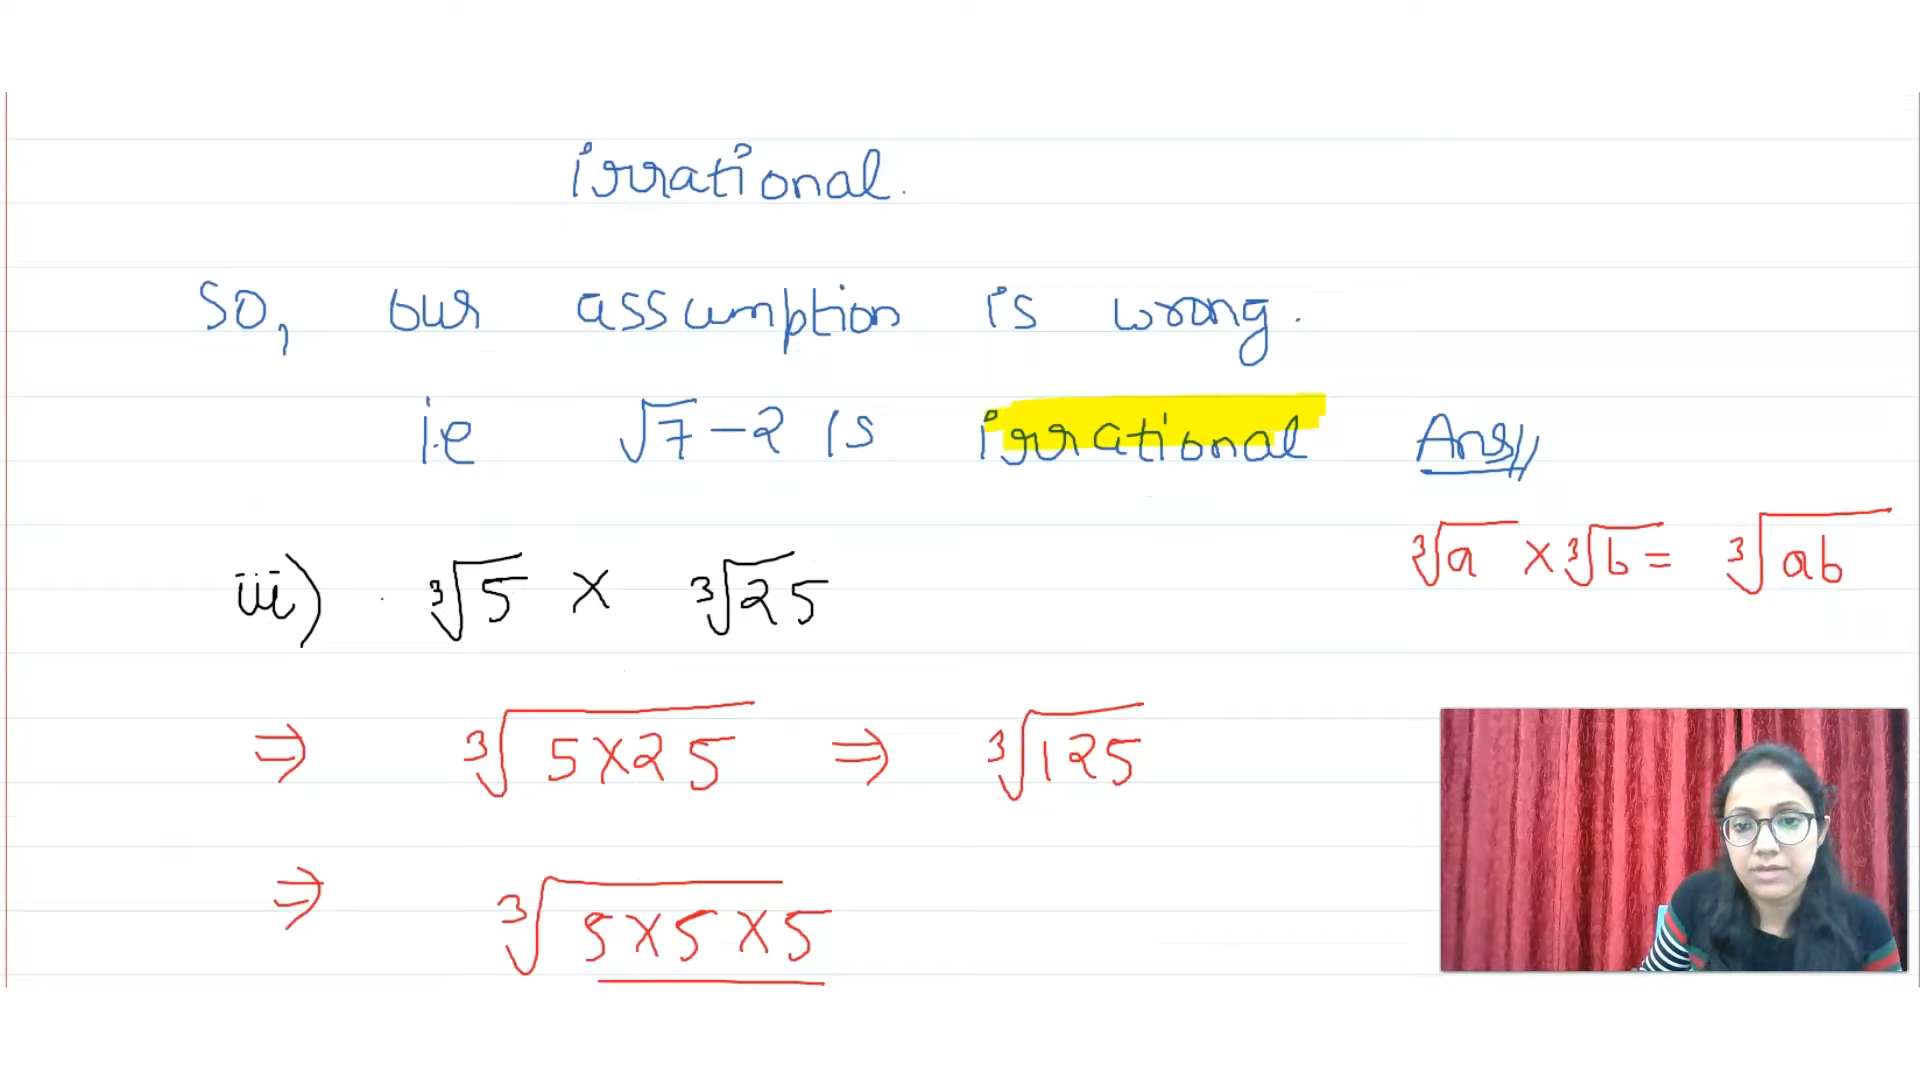 irrational.
So, our assumption is wrong.
i.e √7 - 2 is irrational Ans//
∛a × ∛b = ∛ab
iii) ∛5 × ∛25
⇒ ∛5×25 ⇒ ∛125
⇒ ∛5×5×5